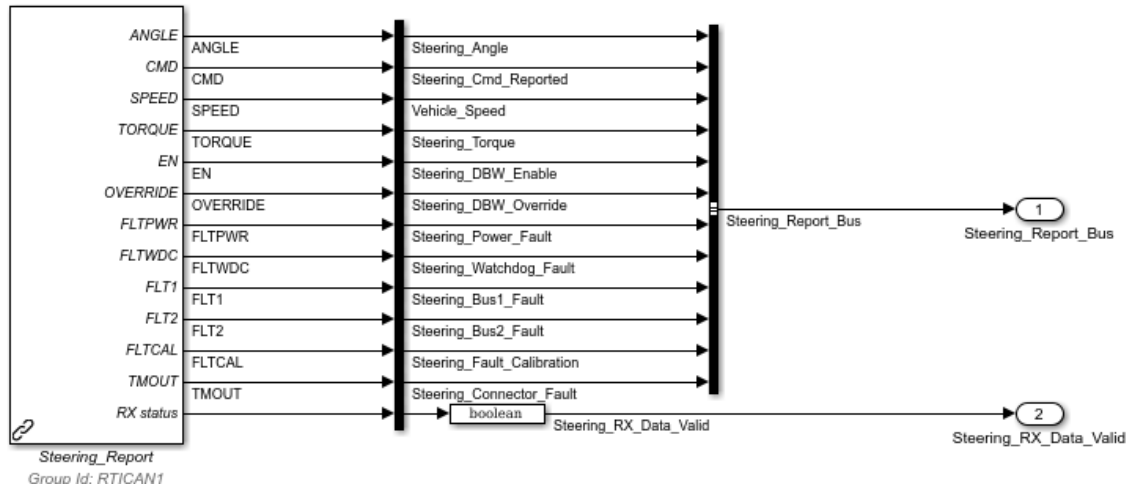 ANGLE
ANGLE
Steering_Angle
CMD
CMD
Steering_Cmd_Reported
SPEED
SPEED
Vehicle_Speed
TORQUE
TORQUE
Steering_Torque
EN
EN
Steering_DBW_Enable
OVERRIDE
OVERRIDE
Steering_DBW_Override
FLTPWR
FLTPWR
Steering_Power_Fault
FLTWDC
FLTWDC
Steering_Watchdog_Fault
FLT1
FLT1
Steering_Bus1_Fault
FLT2
FLT2
Steering_Bus2_Fault
FLTCAL
FLTCAL
Steering_Fault_Calibration
TMOUT
TMOUT
Steering_Connector_Fault
RX status
boolean
Steering_RX_Data_Valid
Steering_Report_Bus
1
Steering_Report_Bus
2
Steering_RX_Data_Valid
Steering_Report
Group Id: RTICAN1